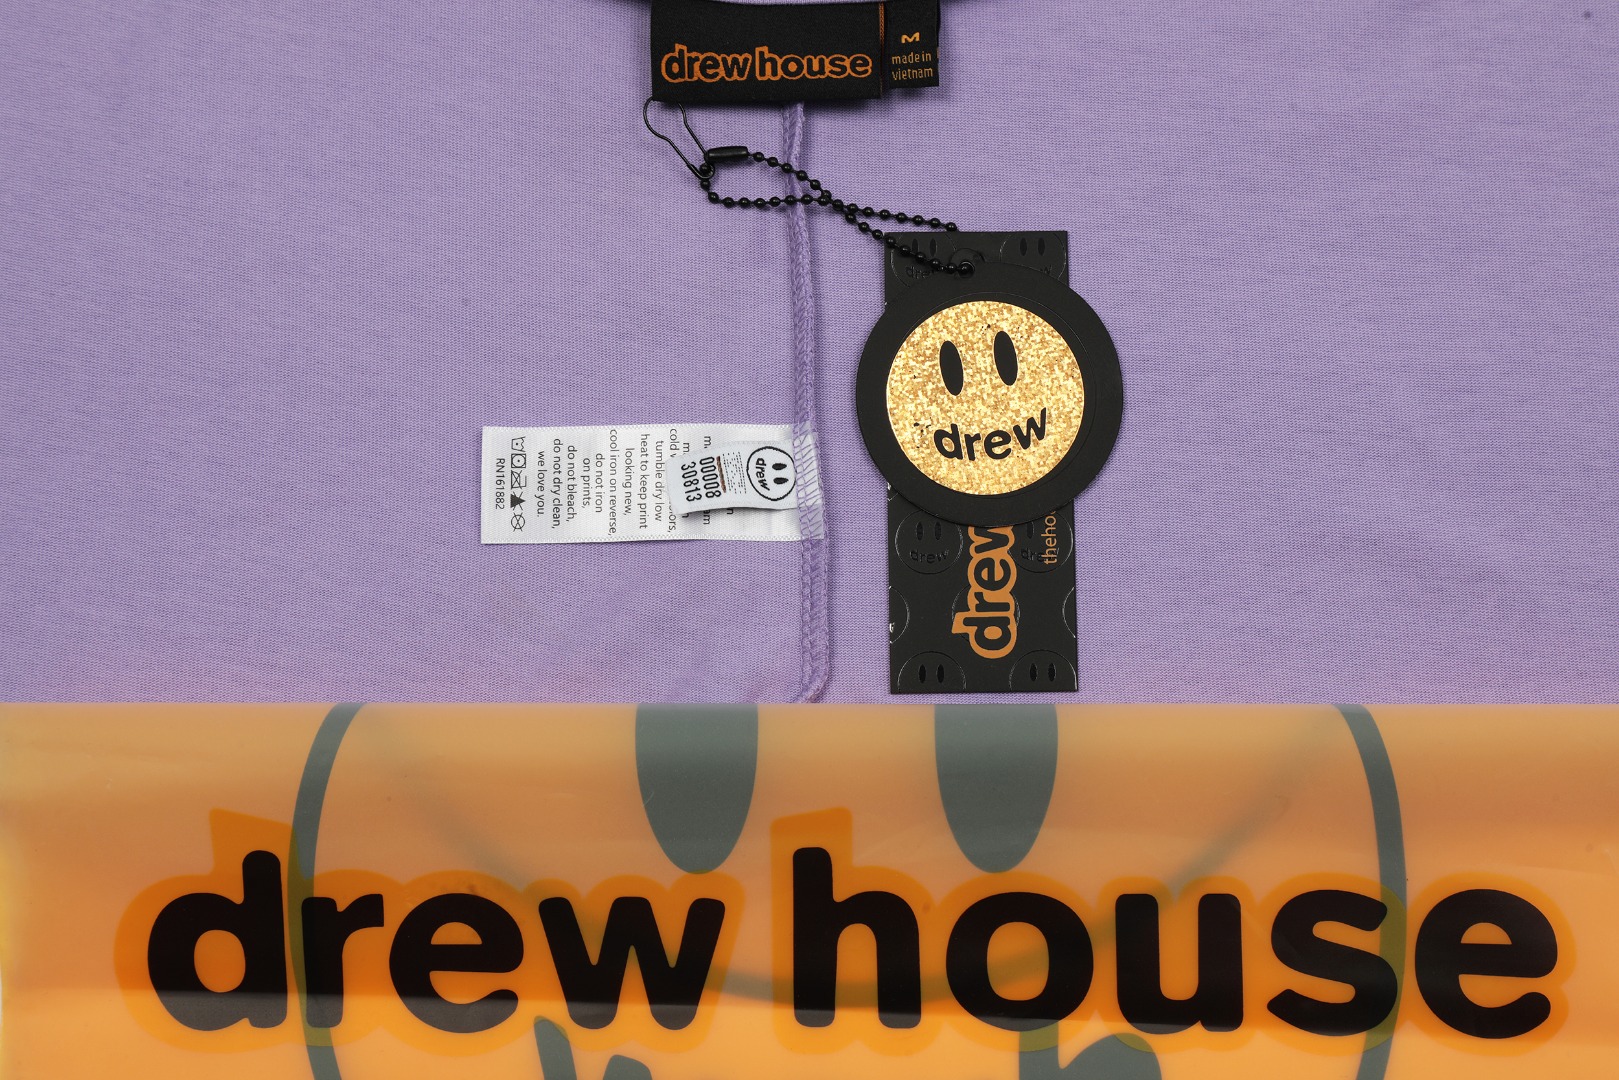 drew house
M
made in
vietnam
drew
drew
theho
drew
00008
30813
cold
tumble dry low
heat to keep print
looking new,
cool iron on reverse,
do not iron
on prints,
do not bleach,
do not dry clean,
we love you.
RN161882
drew house